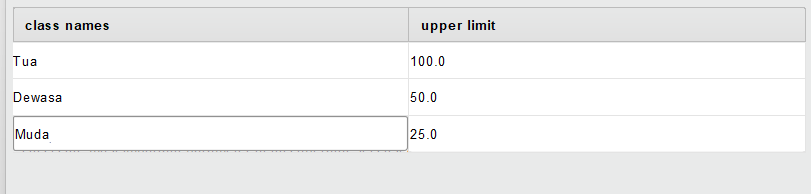 class names upper limit
Tua 100.0
Dewasa 50.0
Muda 25.0